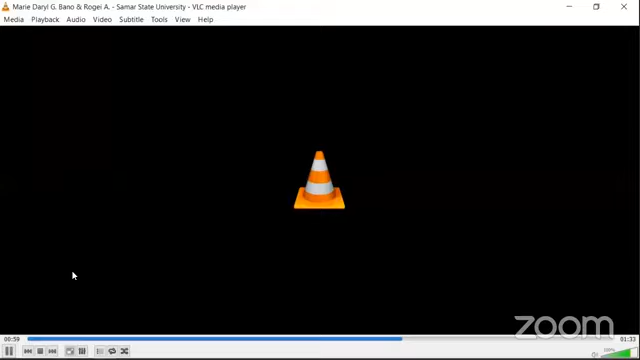 Marie Daryl G. Bano & Rogei A. - Samar State University - VLC media player
Media Playback Audio Video Subtitle Tools View Help
zoom
00:59 01:33
100%